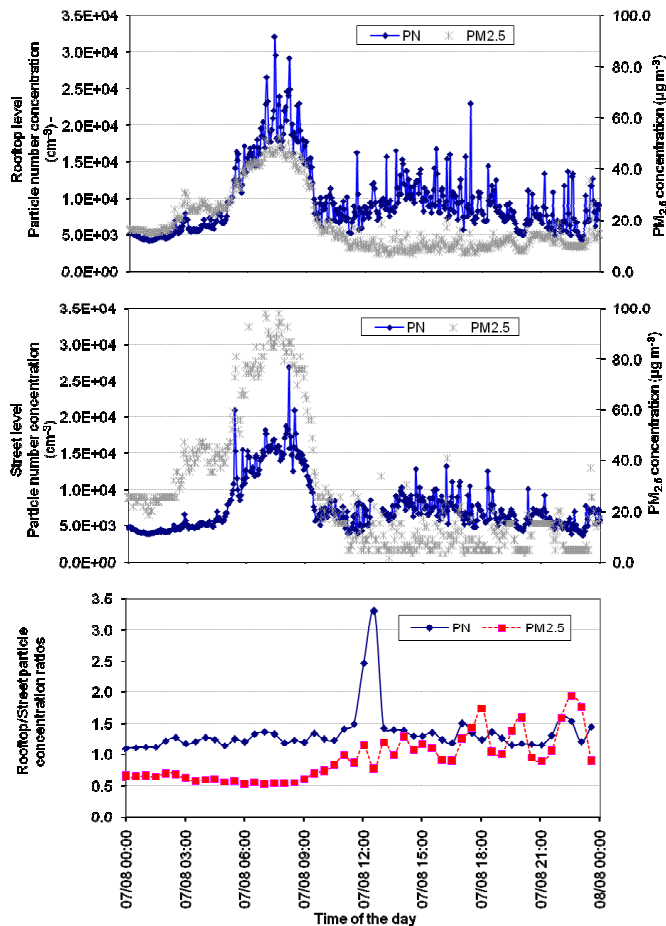 PN PM2.5
3.5E+04
3.0E+04
2.5E+04
2.0E+04
1.5E+04
1.0E+04
5.0E+03
0.0E+00
Rooftop level
Particle number concentration
(cm⁻³)–
100.0
80.0
60.0
40.0
20.0
0.0
PM2.5 concentration (µg m⁻³)
PN PM2.5
3.5E+04
3.0E+04
2.5E+04
2.0E+04
1.5E+04
1.0E+04
5.0E+03
0.0E+00
Street level
Particle number concentration
(cm⁻³)
100.0
80.0
60.0
40.0
20.0
0.0
PM2.5 concentration (µg m⁻³)
PN PM2.5
3.5
3.0
2.5
2.0
1.5
1.0
0.5
0.0
Rooftop/Street particle
concentration ratios
07/08 00:00
07/08 03:00
07/08 06:00
07/08 09:00
07/08 12:00
07/08 15:00
07/08 18:00
07/08 21:00
08/08 00:00
Time of the day